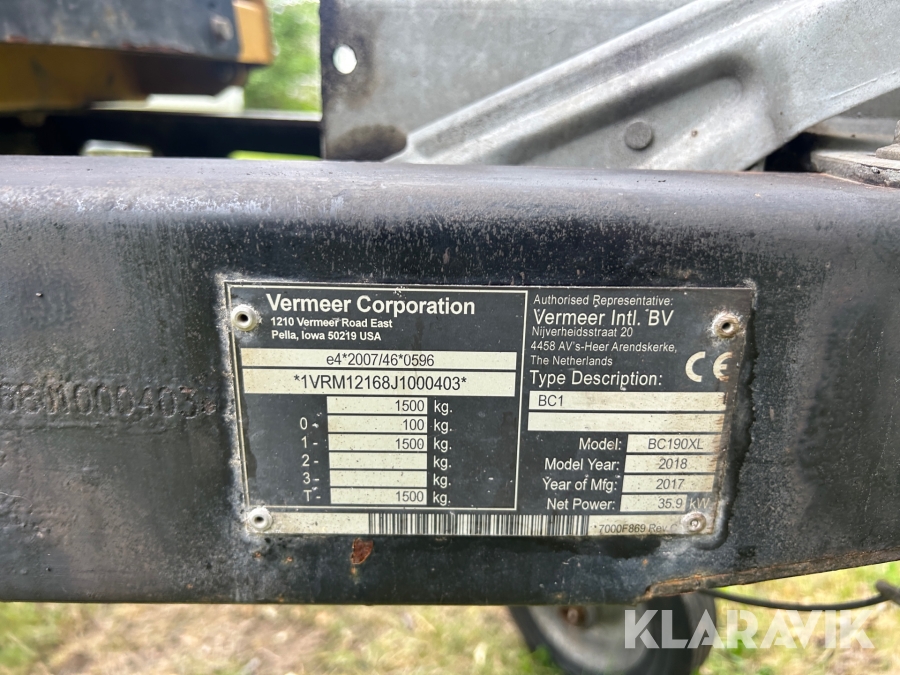 Vermeer Corporation
1210 Vermeer Road East
Pella, Iowa 50219 USA
e4*2007/46*0596
*1VRM12168J1000403*
1500 kg.
0- 100 kg.
1- 1500 kg.
2- kg.
3- kg.
T- 1500 kg.
Authorised Representative:
Vermeer Intl. BV
Nijverheidsstraat 20
4458 AV's-Heer Arendskerke,
The Netherlands
CE
Type Description:
BC1
Model: BC190XL
Model Year: 2018
Year of Mfg: 2017
Net Power: 35.9 kW
*7000F869 Rev
KLARAVIK